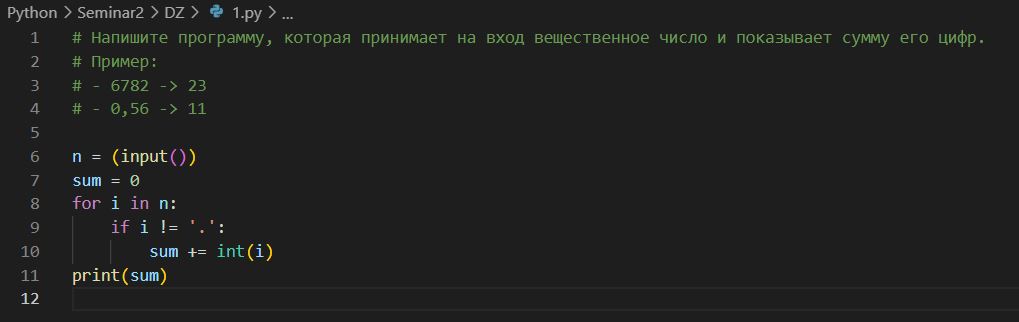 Python > Seminar2 > DZ > 1.py > ...
1 # Напишите программу, которая принимает на вход вещественное число и показывает сумму его цифр.
2 # Пример:
3 # - 6782 -> 23
4 # - 0,56 -> 11
5
6 n = (input())
7 sum = 0
8 for i in n:
9     if i != '.':
10         sum += int(i)
11 print(sum)
12